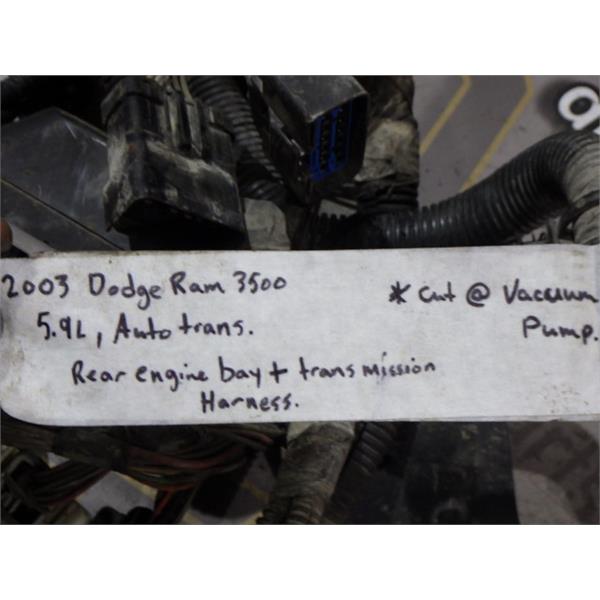 2003 Dodge Ram 3500
5.9L, Auto trans.
Rear engine bay + transmission
Harness.
* cut @ Vacuum
Pump.